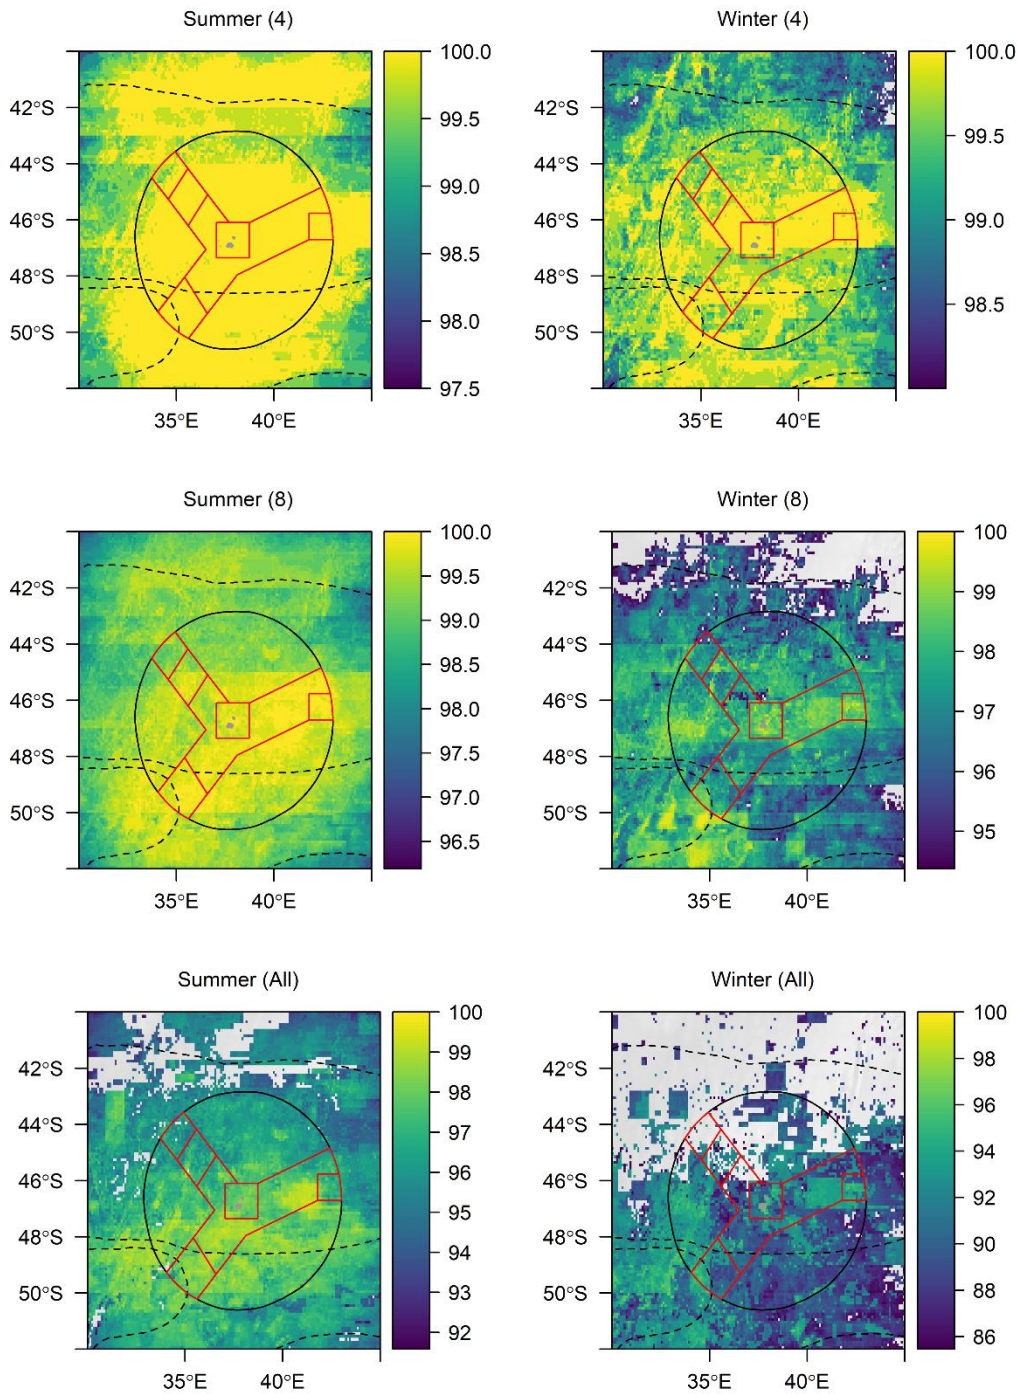 Summer (4)
Winter (4)
42°S
44°S
46°S
48°S
50°S
35°E
40°E
100.0
99.5
99.0
98.5
98.0
97.5
42°S
44°S
46°S
48°S
50°S
35°E
40°E
100.0
99.5
99.0
98.5
Summer (8)
Winter (8)
42°S
44°S
46°S
48°S
50°S
35°E
40°E
100.0
99.5
99.0
98.5
98.0
97.5
97.0
96.5
42°S
44°S
46°S
48°S
50°S
35°E
40°E
100
99
98
97
96
95
Summer (All)
Winter (All)
42°S
44°S
46°S
48°S
50°S
35°E
40°E
100
99
98
97
96
95
94
93
92
42°S
44°S
46°S
48°S
50°S
35°E
40°E
100
98
96
94
92
90
88
86